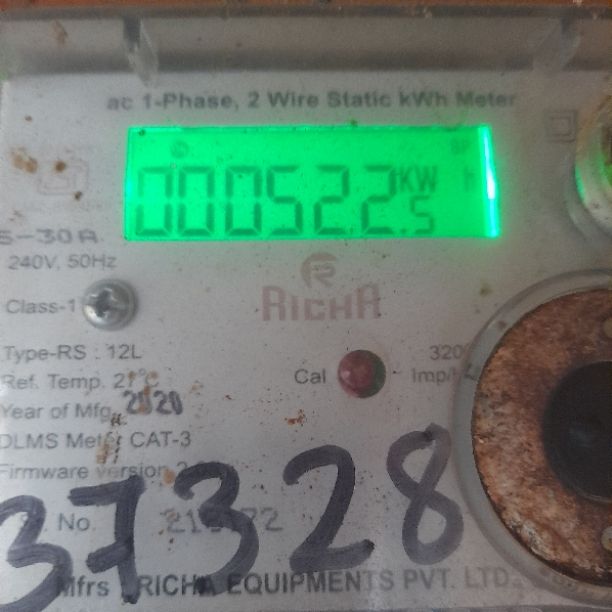 ac 1-Phase, 2 Wire Static kWh Meter
000522.5 KW h
5-30A
240V, 50Hz
RICHA
Class-1
Type-RS : 12L
Cal
Ref. Temp. 27°C
Year of Mfg. 2020
DLMS Meter CAT-3
Firmware version
37328
No.
Mfrs : RICHA EQUIPMENTS PVT. LTD.